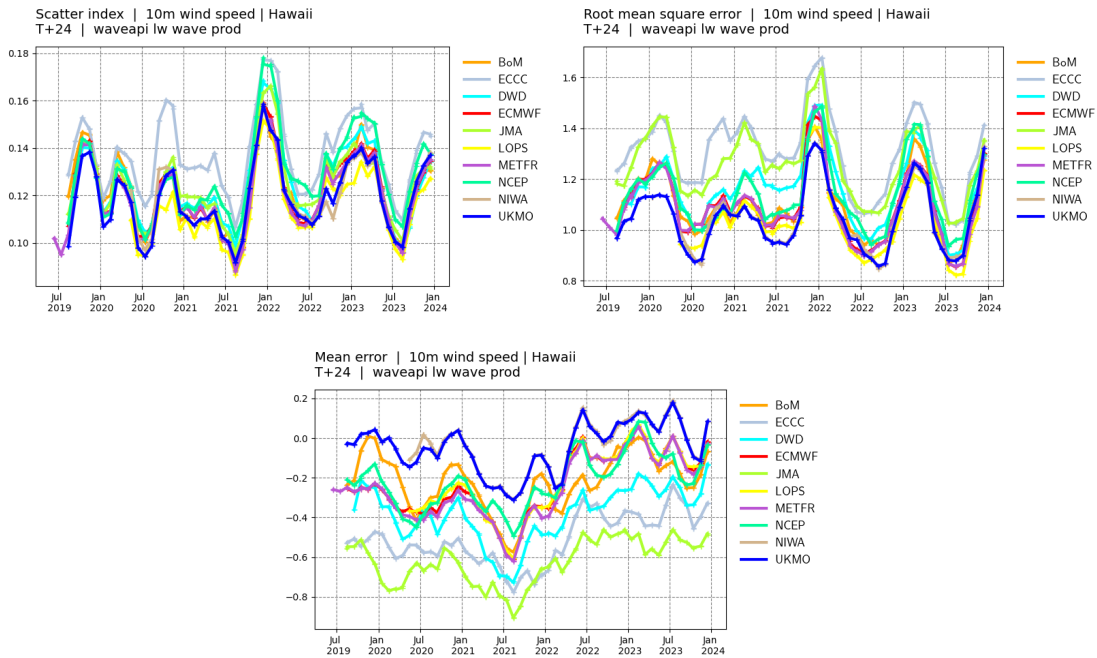 Scatter index | 10m wind speed | Hawaii
T+24 | waveapi lw wave prod
0.18
0.16
0.14
0.12
0.10
Jul
2019
Jan
2020
Jul
2020
Jan
2021
Jul
2021
Jan
2022
Jul
2022
Jan
2023
Jul
2023
Jan
2024
BoM
ECCC
DWD
ECMWF
JMA
LOPS
METFR
NCEP
NIWA
UKMO
Root mean square error | 10m wind speed | Hawaii
T+24 | waveapi lw wave prod
1.6
1.4
1.2
1.0
0.8
Jul
2019
Jan
2020
Jul
2020
Jan
2021
Jul
2021
Jan
2022
Jul
2022
Jan
2023
Jul
2023
Jan
2024
BoM
ECCC
DWD
ECMWF
JMA
LOPS
METFR
NCEP
NIWA
UKMO
Mean error | 10m wind speed | Hawaii
T+24 | waveapi lw wave prod
0.2
0.0
−0.2
−0.4
−0.6
−0.8
Jul
2019
Jan
2020
Jul
2020
Jan
2021
Jul
2021
Jan
2022
Jul
2022
Jan
2023
Jul
2023
Jan
2024
BoM
ECCC
DWD
ECMWF
JMA
LOPS
METFR
NCEP
NIWA
UKMO